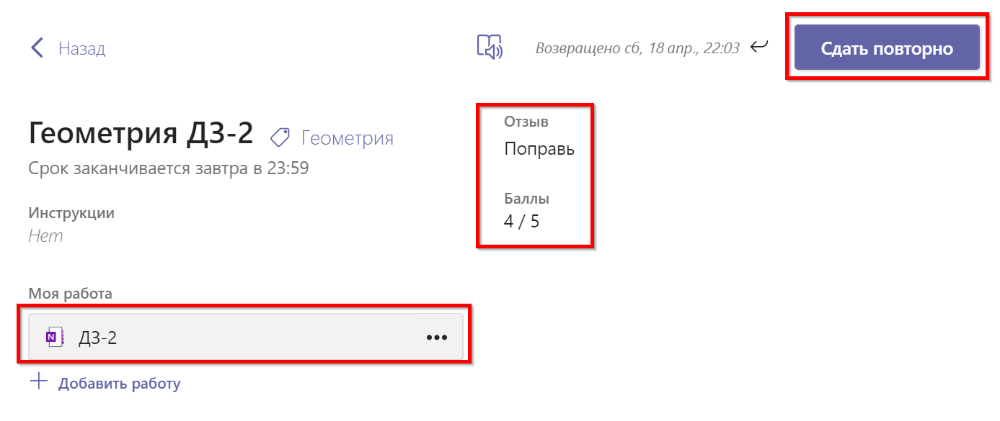 Назад
Возвращено сб, 18 апр., 22:03
Сдать повторно
Геометрия ДЗ-2
Геометрия
Срок заканчивается завтра в 23:59
Инструкции
Нет
Отзыв
Поправь
Баллы
4 / 5
Моя работа
N ДЗ-2
Добавить работу